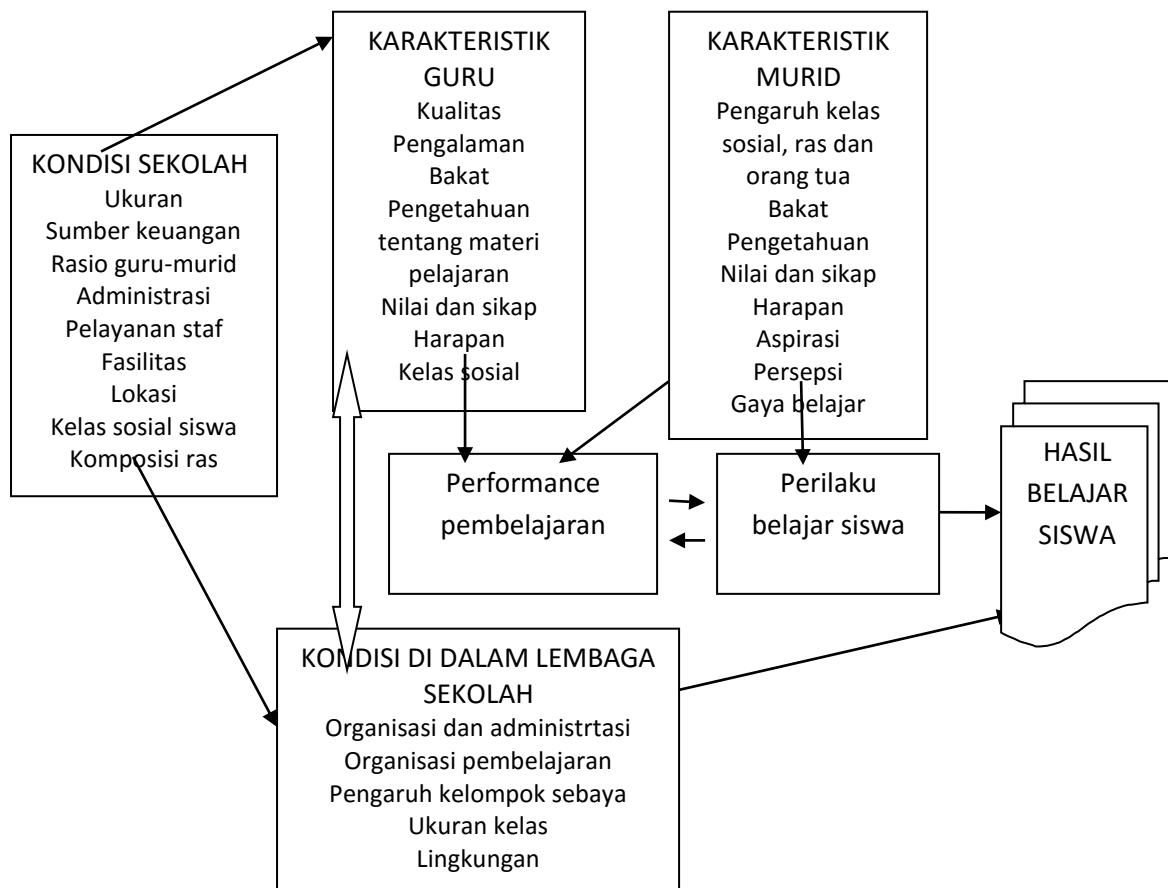 KARAKTERISTIK
GURU
Kualitas
Pengalaman
Bakat
Pengetahuan
tentang materi
pelajaran
Nilai dan sikap
Harapan
Kelas sosial
KARAKTERISTIK
MURID
Pengaruh kelas
sosial, ras dan
orang tua
Bakat
Pengetahuan
Nilai dan sikap
Harapan
Aspirasi
Persepsi
Gaya belajar
KONDISI SEKOLAH
Ukuran
Sumber keuangan
Rasio guru-murid
Administrasi
Pelayanan staf
Fasilitas
Lokasi
Kelas sosial siswa
Komposisi ras
Performance
pembelajaran
Perilaku
belajar siswa
HASIL
BELAJAR
SISWA
KONDISI DI DALAM LEMBAGA
SEKOLAH
Organisasi dan administrtasi
Organisasi pembelajaran
Pengaruh kelompok sebaya
Ukuran kelas
Lingkungan